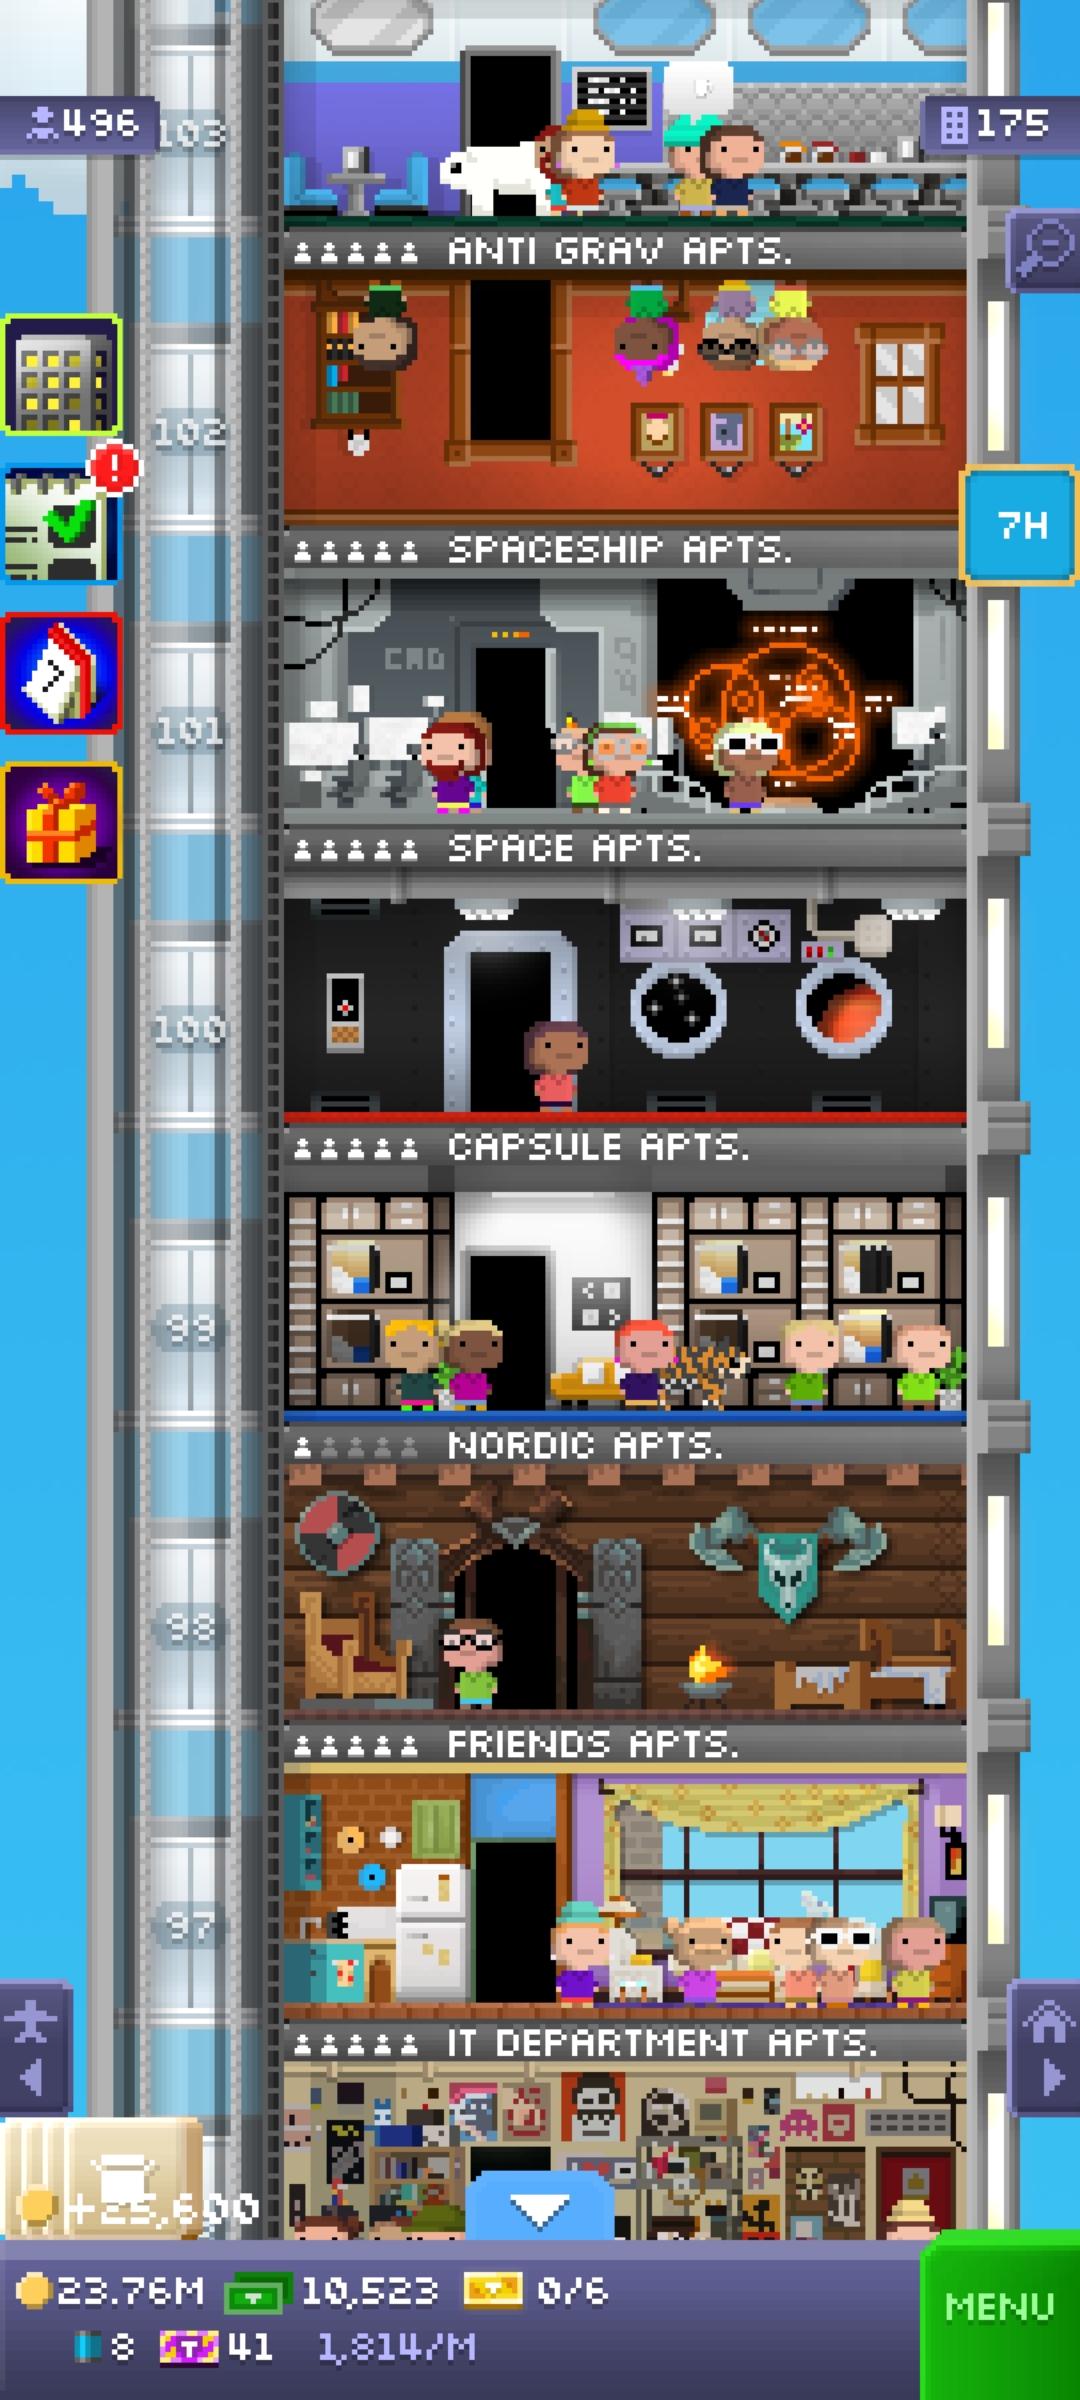 496
103
175
ANTI GRAV APTS.
102
7H
SPACESHIP APTS.
CMD
101
SPACE APTS.
100
CAPSULE APTS.
99
NORDIC APTS.
98
FRIENDS APTS.
97
IT DEPARTMENT APTS.
+25,600
23.76M 10,523 0/6
8 41 1,814/M
MENU